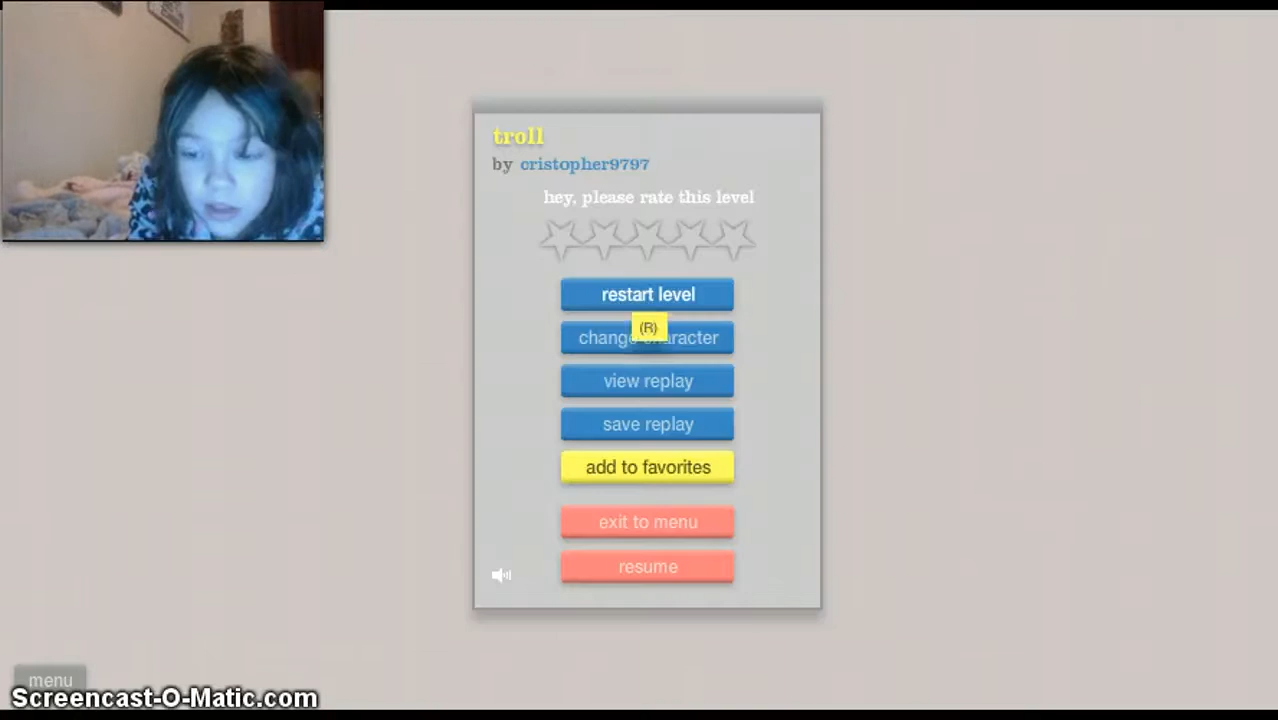 troll
by cristopher9797
hey, please rate this level
restart level
(R)
change character
view replay
save replay
add to favorites
exit to menu
resume
menu
Screencast-O-Matic.com